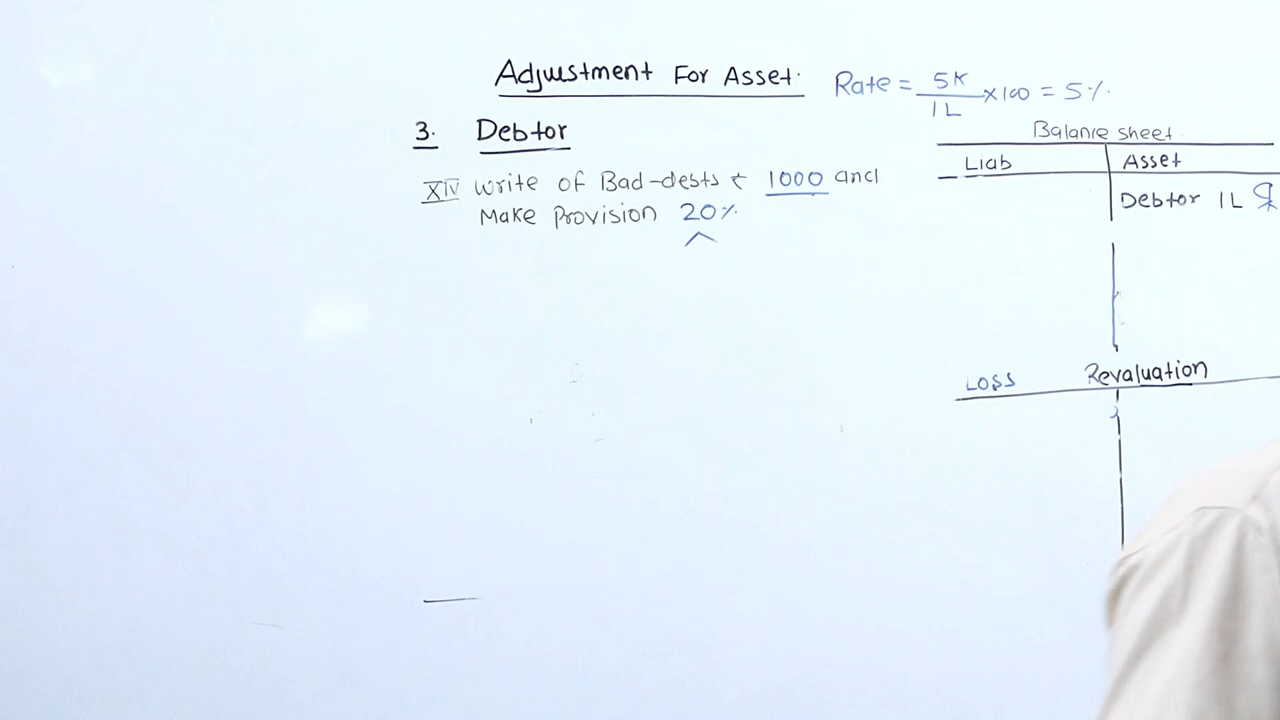 Adjustment For Asset.
Rate = 5K / 1L ×100 = 5%.
3. Debtor
XIV Write of Bad-dests ₹ 1000 and
Make Provision 20%.
Balance sheet
Liab Asset
Debtor 1L
Loss Revaluation